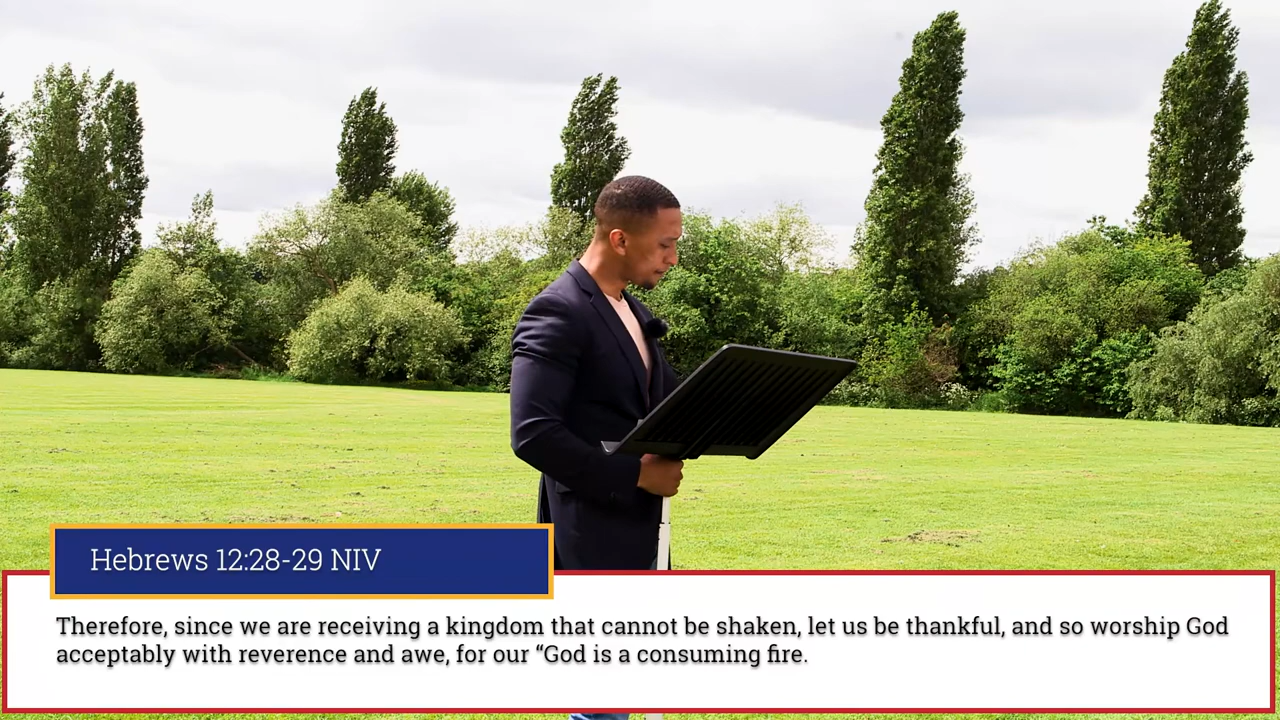 Hebrews 12:28-29 NIV
Therefore, since we are receiving a kingdom that cannot be shaken, let us be thankful, and so worship God
acceptably with reverence and awe, for our “God is a consuming fire.